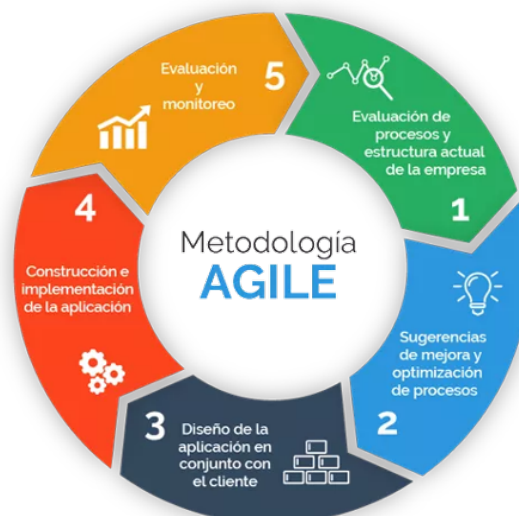 Metodología
AGILE
Evaluación de
procesos y
estructura actual
de la empresa
1
Sugerencias
de mejora y
optimización
de procesos
2
3
Diseño de la
aplicación en
conjunto con
el cliente
4
Construcción e
implementación
de la aplicación
5
Evaluación
y
monitoreo